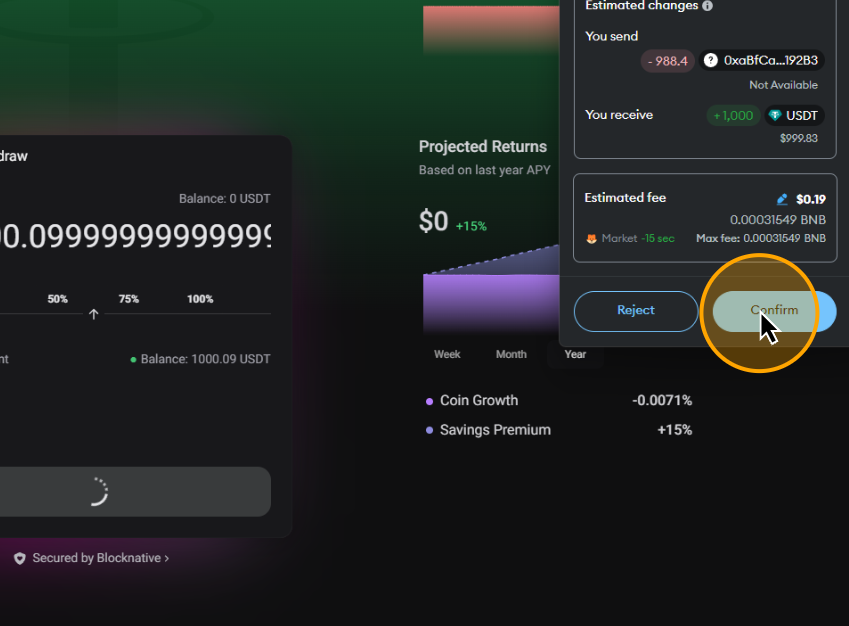 Estimated changes
You send
- 988.4 ? 0xaBfCa...192B3
Not Available
You receive +1,000 USDT
$999.83
Estimated fee $0.19
0.00031549 BNB
Market ~15 sec Max fee: 0.00031549 BNB
Reject Confirm
draw
Balance: 0 USDT
00.0999999999999999
50% 75% 100%
nt Balance: 1000.09 USDT
Secured by Blocknative ›
Projected Returns
Based on last year APY
$0 +15%
Week Month Year
Coin Growth -0.0071%
Savings Premium +15%